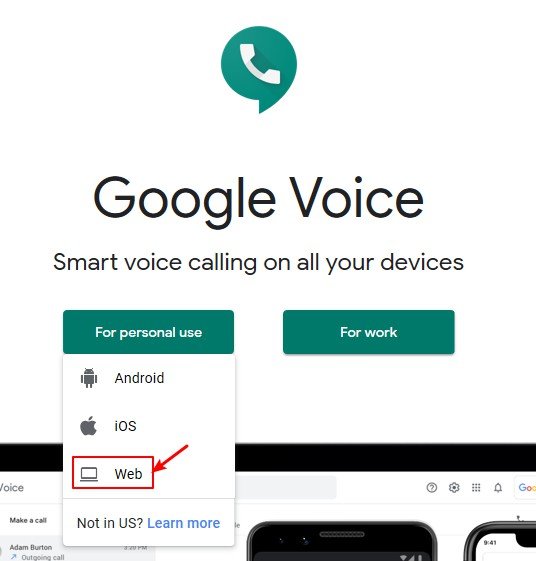 Google Voice
Smart voice calling on all your devices
For personal use
For work
Android
iOS
Web
Not in US? Learn more
Voice
Make a call
Adam Burton
Outgoing call
3:20 PM
Goo
9:41